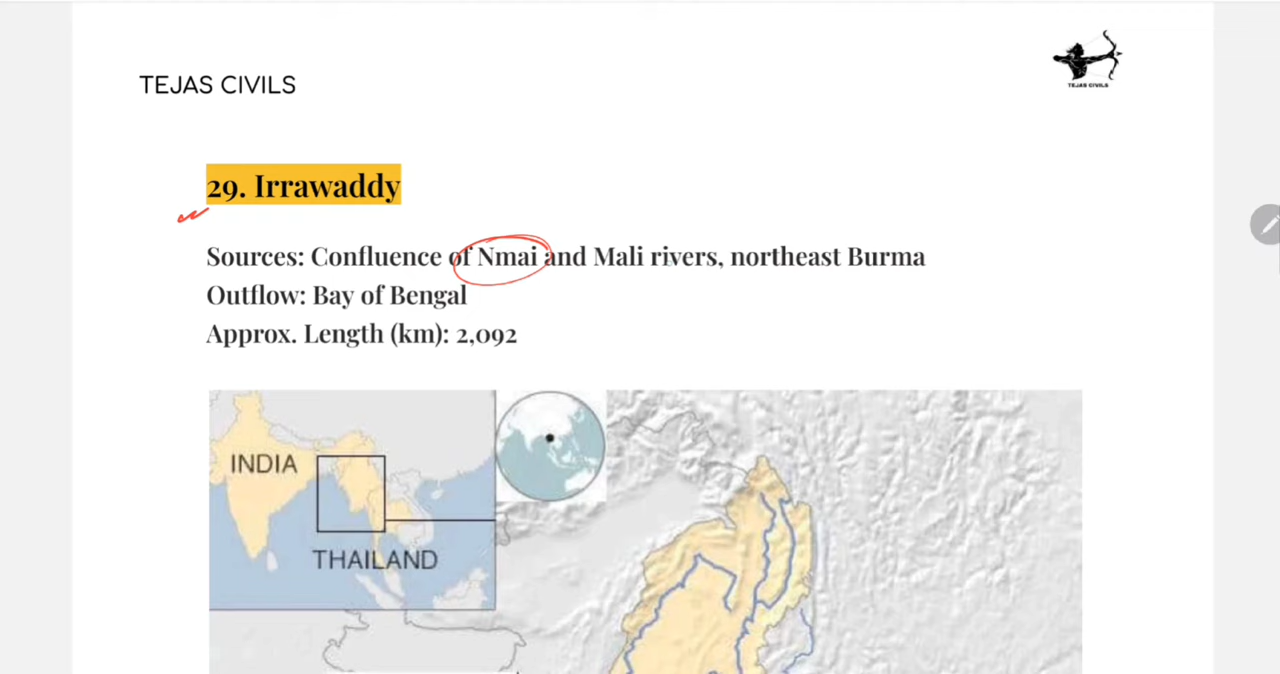 TEJAS CIVILS
TEJAS CIVILS
29. Irrawaddy
Sources: Confluence of Nmai and Mali rivers, northeast Burma
Outflow: Bay of Bengal
Approx. Length (km): 2,092
INDIA
THAILAND